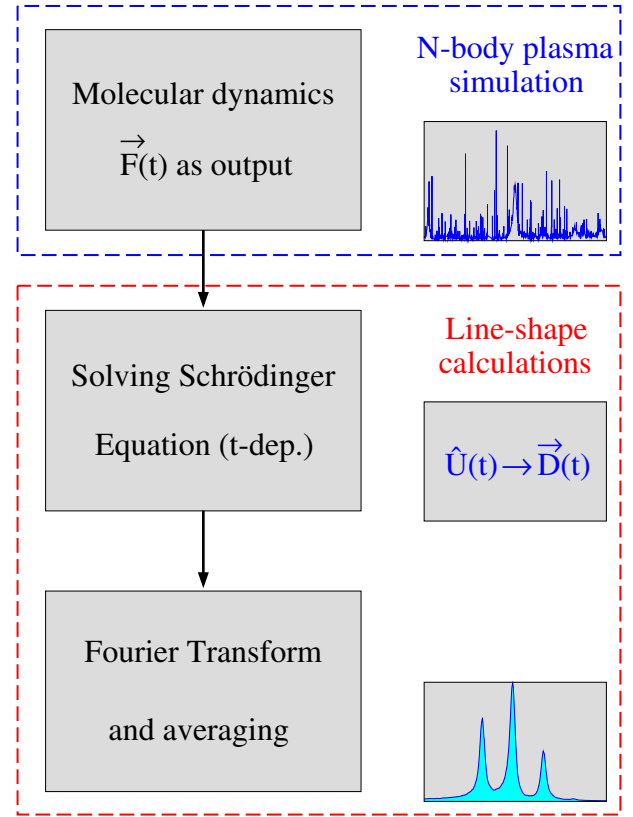 Molecular dynamics
F⃗(t) as output
N-body plasma
simulation
Solving Schrödinger
Equation (t-dep.)
Line-shape
calculations
Û(t)→D⃗(t)
Fourier Transform
and averaging